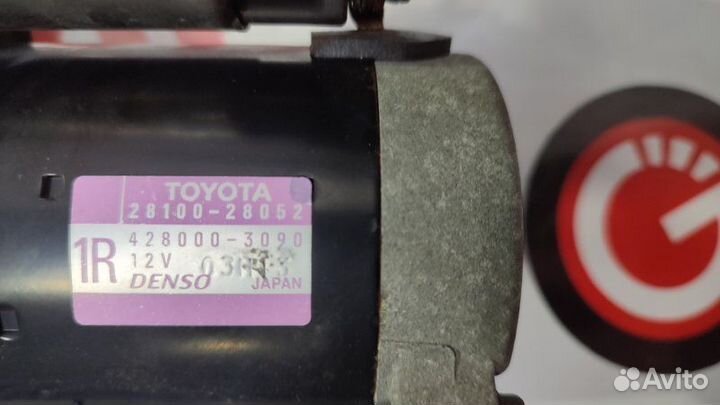 TOYOTA
28100-28052
1R
428000-3090
12V
DENSO
JAPAN
Avito